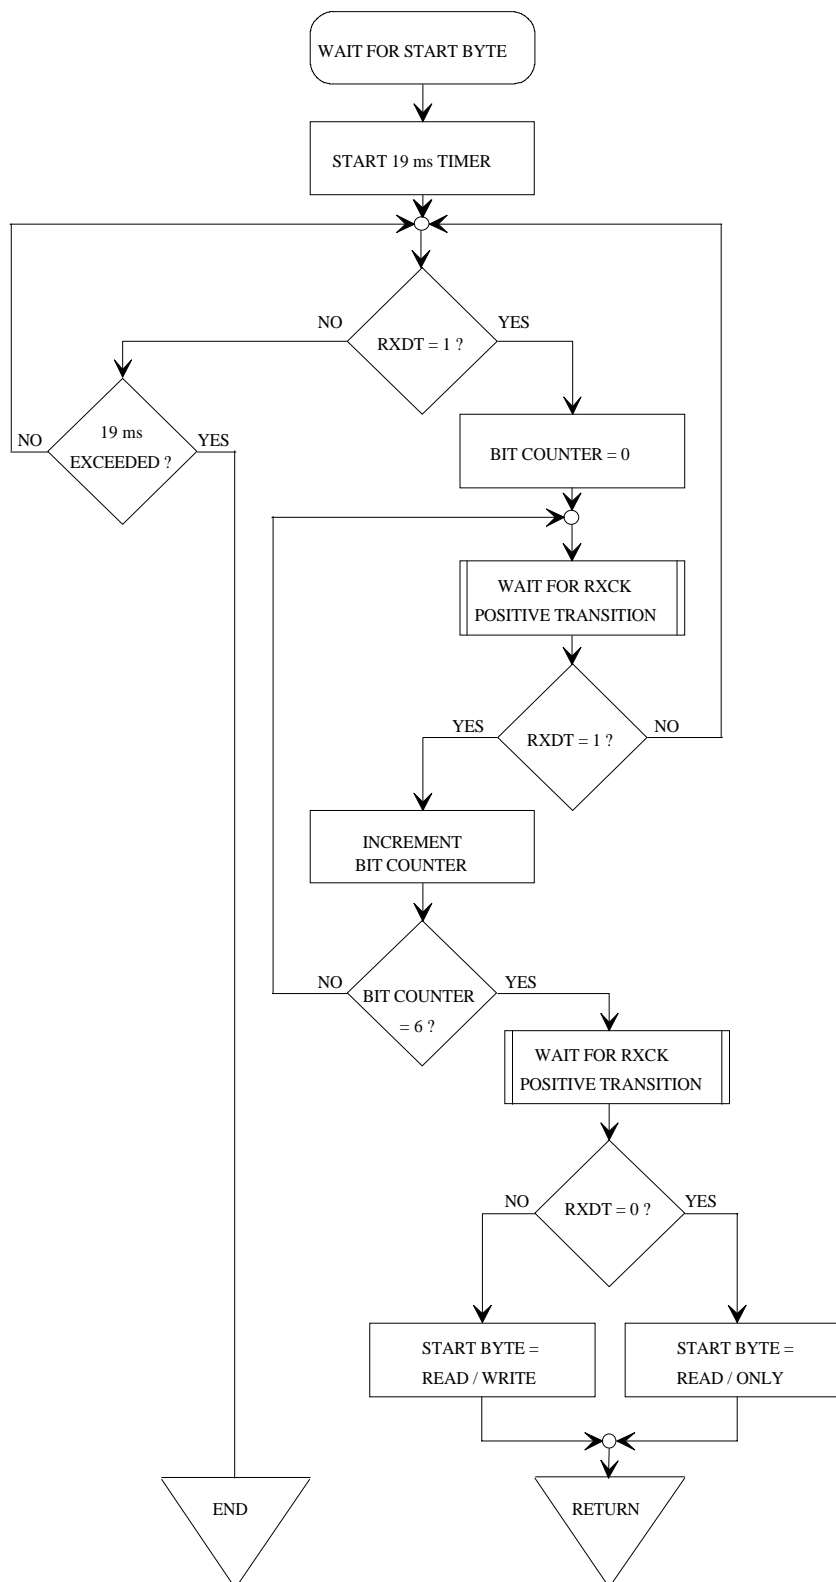 WAIT FOR START BYTE
START 19 ms TIMER
NO
YES
RXDT = 1 ?
19 ms
NO
YES
EXCEEDED ?
BIT COUNTER = 0
WAIT FOR RXCK
POSITIVE TRANSITION
YES
NO
RXDT = 1 ?
INCREMENT
BIT COUNTER
NO
YES
BIT COUNTER
= 6 ?
WAIT FOR RXCK
POSITIVE TRANSITION
NO
YES
RXDT = 0 ?
START BYTE =
READ / WRITE
START BYTE =
READ / ONLY
END
RETURN